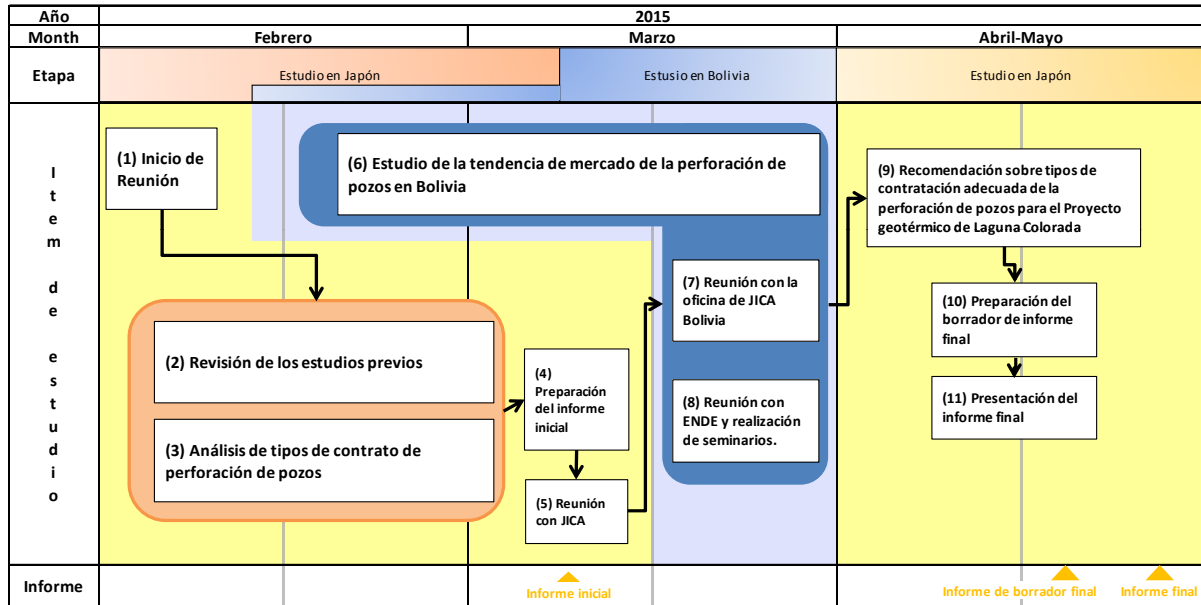 Año
2015
Month
Febrero
Marzo
Abril-Mayo
Etapa
Estudio en Japón
Estusio en Bolivia
Estudio en Japón
Item de estudio
(1) Inicio de
Reunión
(6) Estudio de la tendencia de mercado de la perforación de
pozos en Bolivia
(9) Recomendación sobre tipos de
contratación adecuada de la
perforación de pozos para el Proyecto
geotérmico de Laguna Colorada
(7) Reunión con la
oficina de JICA
Bolivia
(10) Preparación del
borrador de informe
final
(2) Revisión de los estudios previos
(4)
Preparación
del informe
inicial
(8) Reunión con
ENDE y realización
de seminarios.
(11) Presentación del
informe final
(3) Análisis de tipos de contrato de
perforación de pozos
(5) Reunión
con JICA
Informe
Informe inicial
Informe de borrador final
Informe final